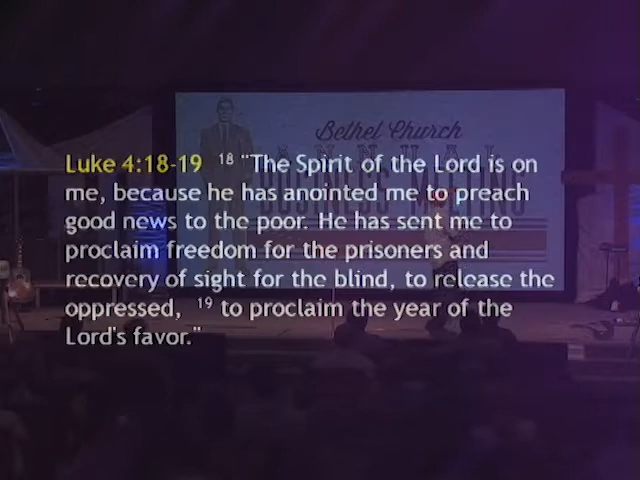 Bethel Church
ANNUAL
Luke 4:18-19 18 "The Spirit of the Lord is on
me, because he has anointed me to preach
good news to the poor. He has sent me to
proclaim freedom for the prisoners and
recovery of sight for the blind, to release the
oppressed, 19 to proclaim the year of the
Lord's favor."